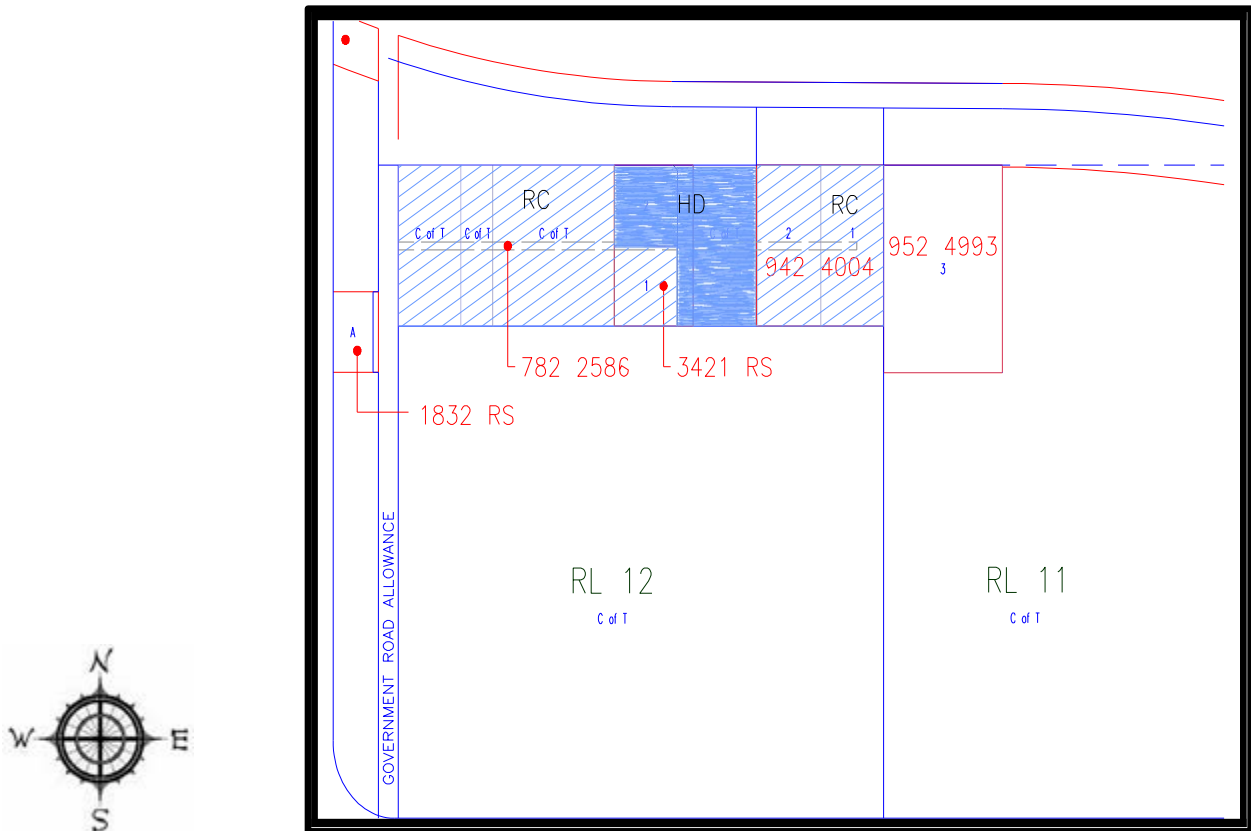 RC
HD
RC
C of T
C of T
C of T
2
1
952 4993
942 4004
3
1
A
782 2586
3421 RS
1832 RS
GOVERNMENT ROAD ALLOWANCE
RL 12
C of T
RL 11
C of T
N
W
E
S